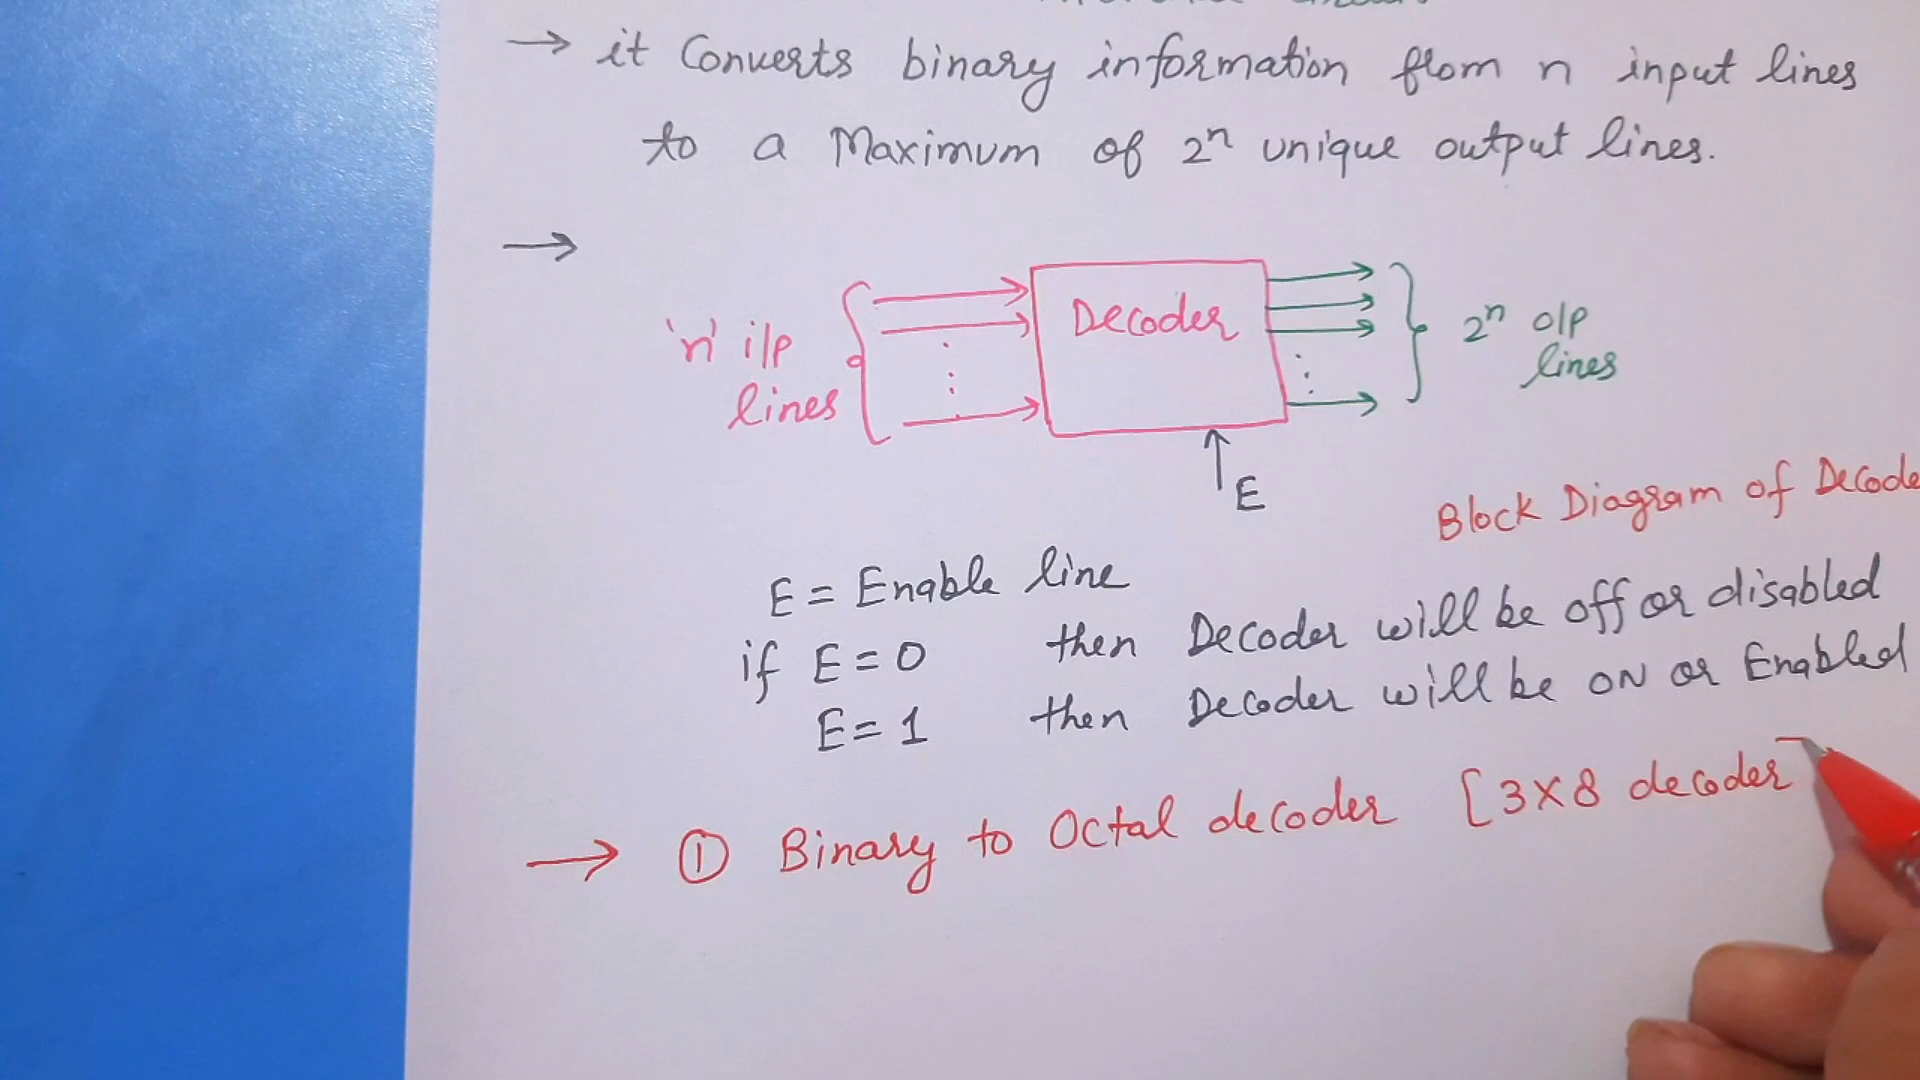 → it Converts binary information from n input lines
to a Maximum of 2ⁿ unique output lines.
→
'n' i/p
lines
Decoder
2ⁿ o/p
lines
E
Block Diagram of Decode
E = Enable line
if E = 0 then Decoder will be off or disabled
E = 1 then Decoder will be ON or Enabled
→ ① Binary to Octal decoder [3X8 decoder